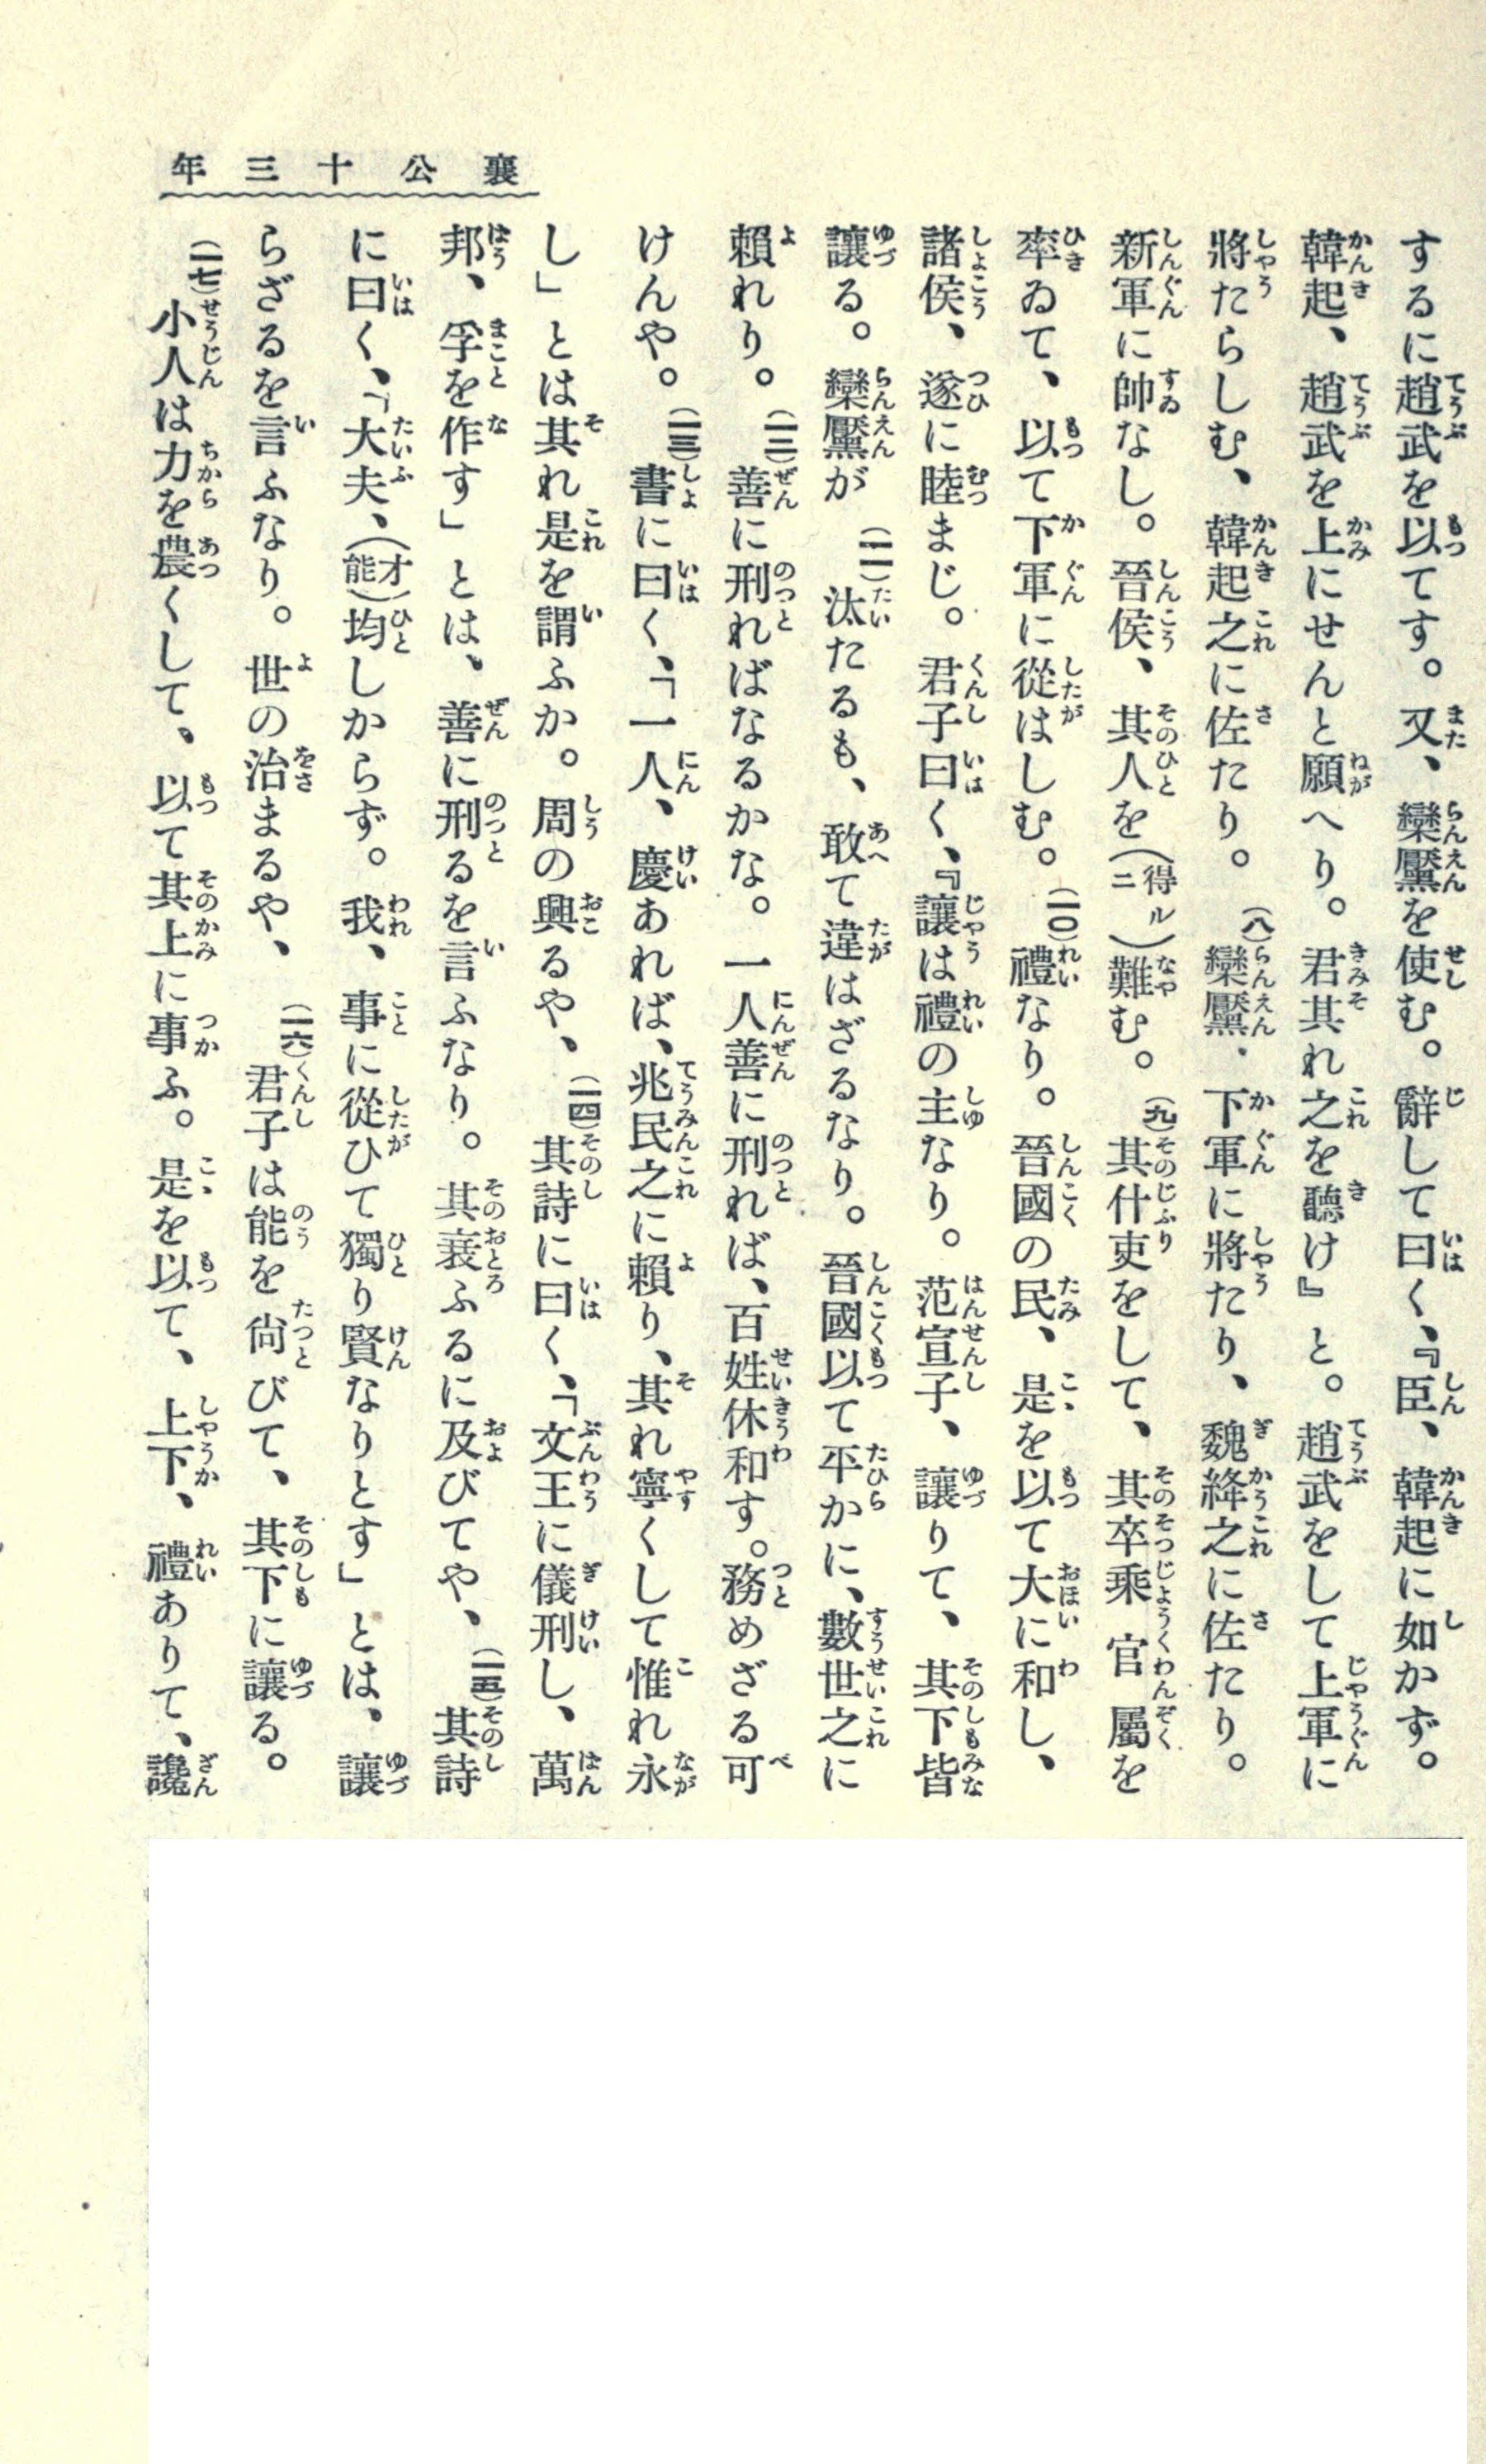 襄公十三年
するに趙武を以てす。又、欒黶を使む。辭して曰く、『臣、韓起に如かず。
韓起、趙武を上にせんと願へり。君其れ之を聽け』と。趙武をして上軍に
將たらしむ、韓起之に佐たり。(八)欒黶・下軍に將たり、魏絳之に佐たり。
新軍に帥なし。晉侯、其人を(得ルニ)難む。(九)其什吏をして、其卒乘官屬を
率ゐて、以て下軍に從はしむ。(一〇)禮なり。晉國の民、是を以て大に和し、
諸侯、遂に睦まじ。君子曰く、『讓は禮の主なり。范宣子、讓りて、其下皆
讓る。欒黶が(一一)汰たるも、敢て違はざるなり。晉國以て平かに、數世之に
賴れり。(一二)善に刑ればなるかな。一人善に刑れば、百姓休和す。務めざる可
けんや。(一三)書に曰く、「一人、慶あれば、兆民之に賴り、其れ寧くして惟れ永
し」とは其れ是を謂ふか。周の興るや、(一四)其詩に曰く、「文王に儀刑し、萬
邦、孚を作す」とは、善に刑るを言ふなり。其衰ふるに及びてや、(一五)其詩
に曰く、「大夫、(才能)均しからず。我、事に從ひて獨り賢なりとす」とは、讓
らざるを言ふなり。世の治まるや、(一六)君子は能を尙びて、其下に讓る。
(一七)小人は力を農くして、以て其上に事ふ。是を以て、上下、禮ありて、讒